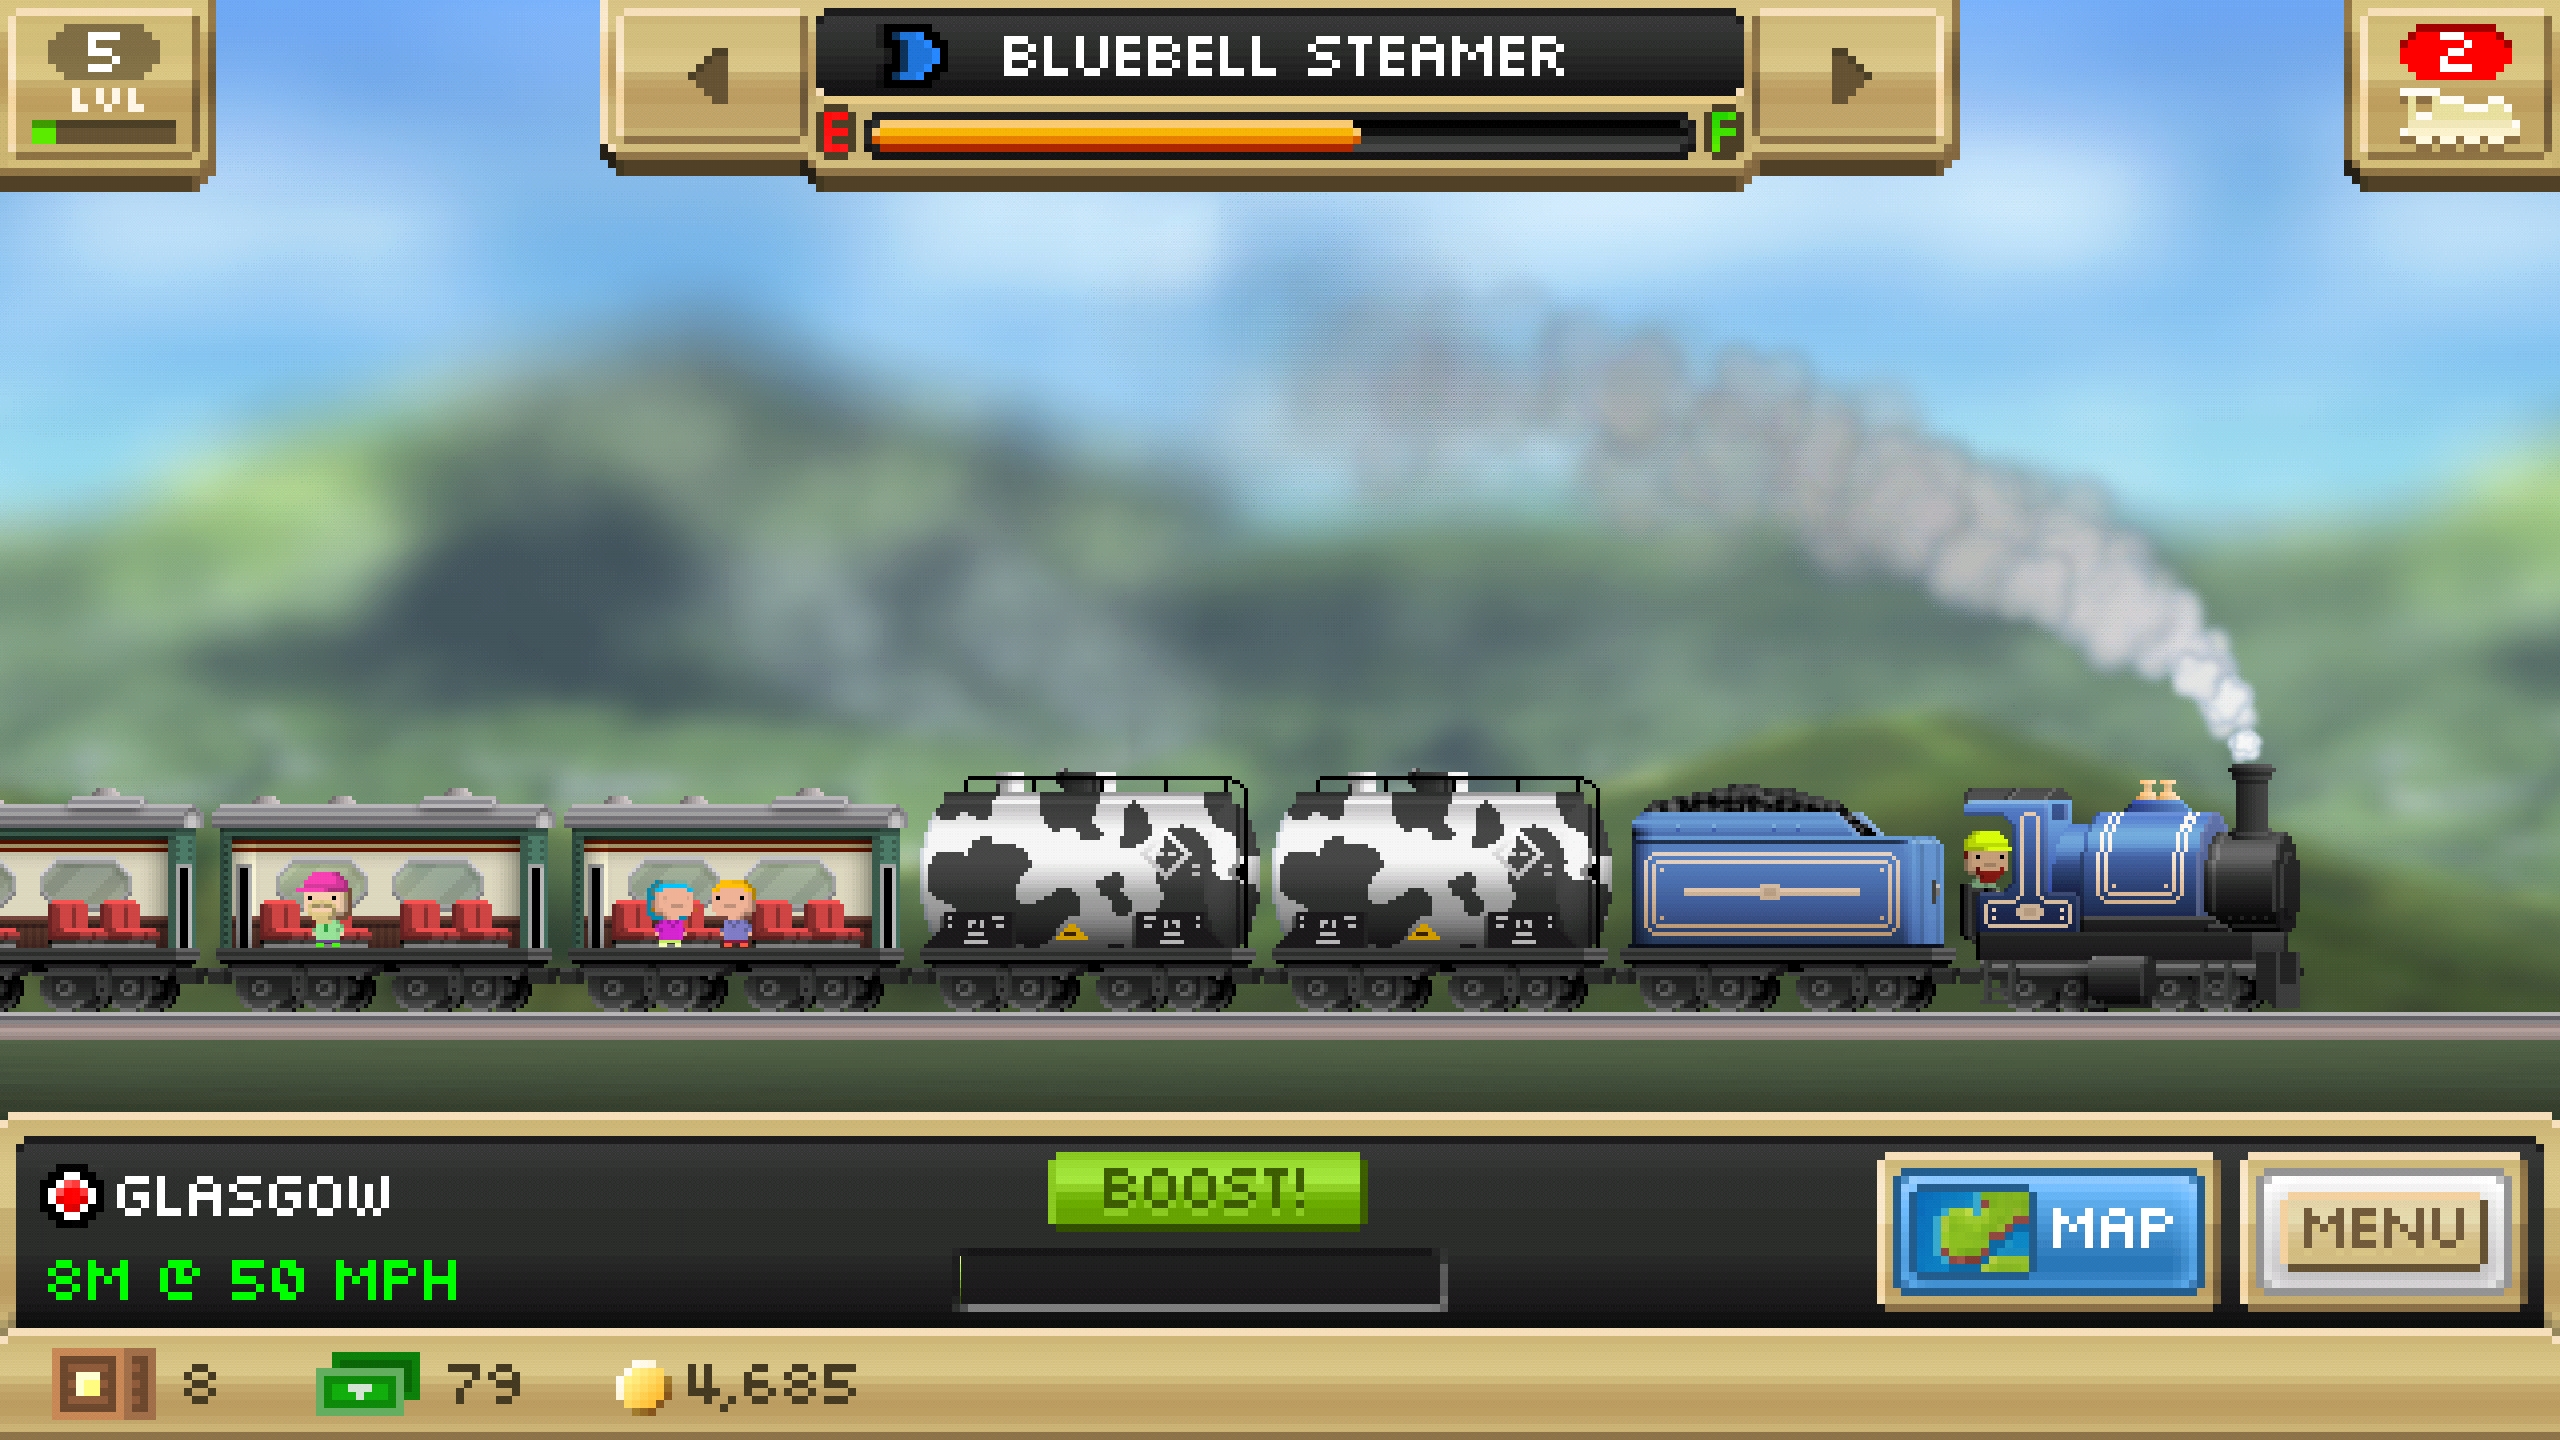 5
LVL
BLUEBELL STEAMER
E F
2
GLASGOW
8M @ 50 MPH
BOOST!
MAP
MENU
8 79 4,685